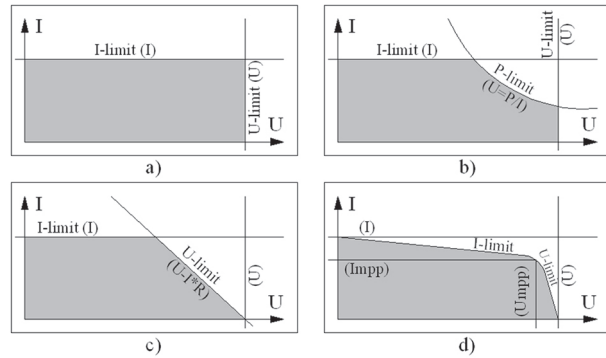 I
I-limit (I)
U-limit (U)
U
a)
I
I-limit (I)
P-limit
(U=P/I)
U-limit
(U)
U
b)
I
I-limit (I)
U-limit
(U-I*R)
(U)
U
c)
I
(I)
I-limit
(Impp)
(Umpp)
U-limit
(U)
U
d)